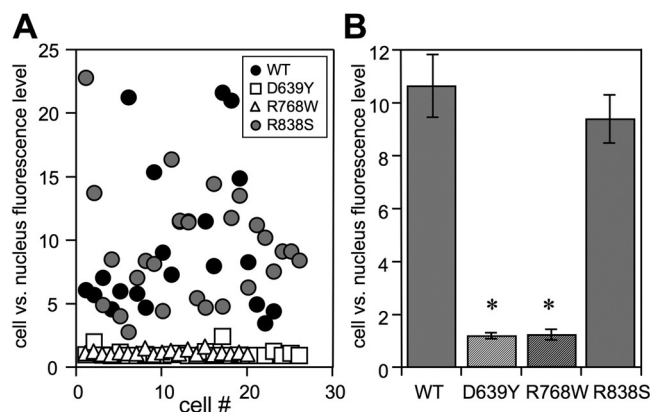 A
cell vs. nucleus fluorescence level
25
20
15
10
5
0
0 10 20 30
cell #
WT
D639Y
R768W
R838S
B
cell vs. nucleus fluorescence level
12
10
8
6
4
2
0
* *
WT D639Y R768W R838S